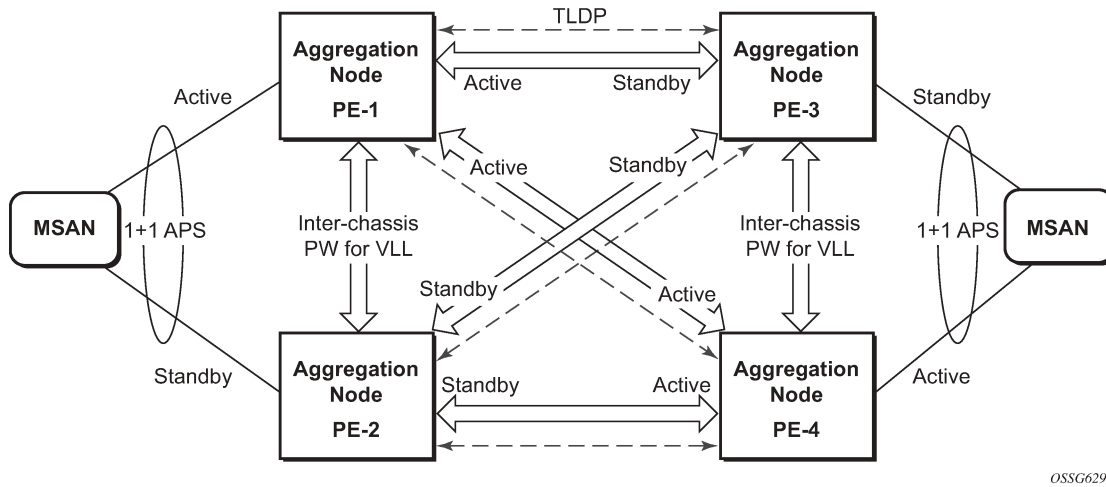 TLDP
Aggregation
Node
PE-1
Aggregation
Node
PE-3
Active
Standby
Active
Standby
Active
Standby
MSAN
1+1 APS
Inter-chassis
PW for VLL
Inter-chassis
PW for VLL
1+1 APS
MSAN
Standby
Active
Aggregation
Node
PE-2
Aggregation
Node
PE-4
Standby
Standby
Active
Active
OSSG629